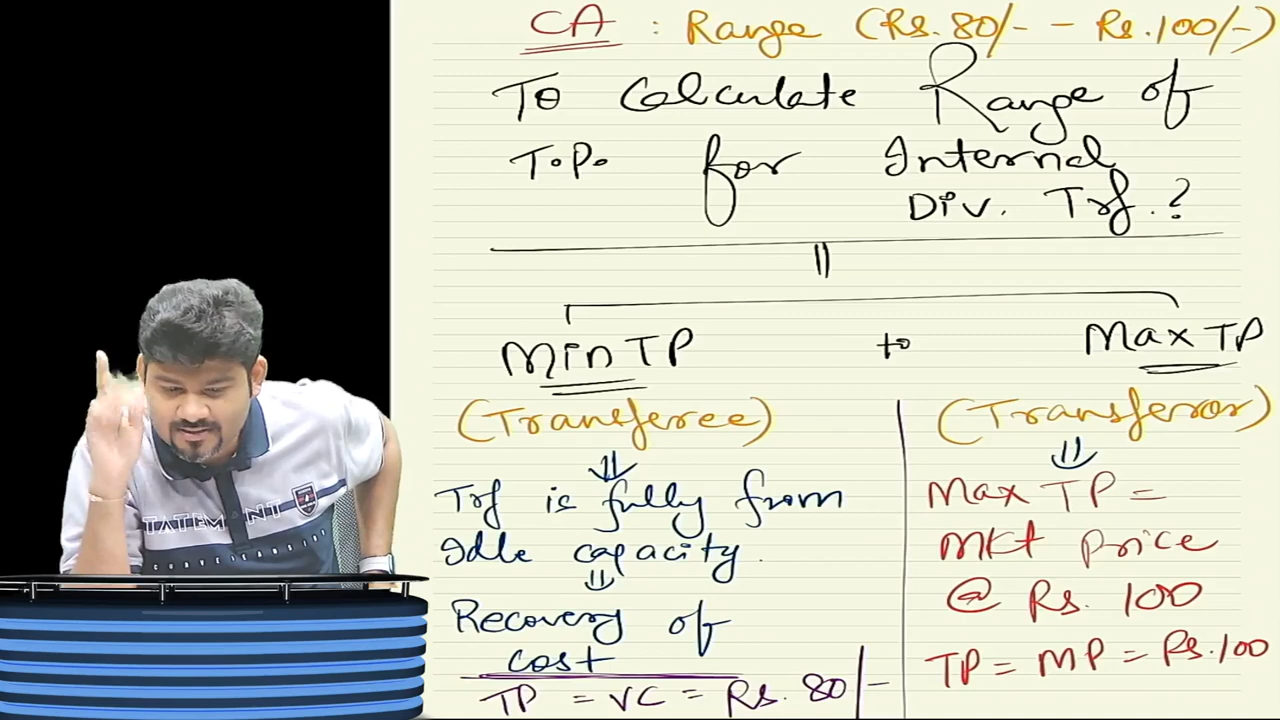 CA : Range (Rs.80/- - Rs.100/-)
To Calculate Range of
T.P. for Internal
Div. Trf.?
Min TP to Max TP
(Transferee)
Trf is fully from
Idle capacity.
Recovery of
cost
TP = VC = Rs. 80/-
(Transferor)
Max TP =
Mkt Price
@ Rs. 100
TP = MP = Rs.100
TATEMENT